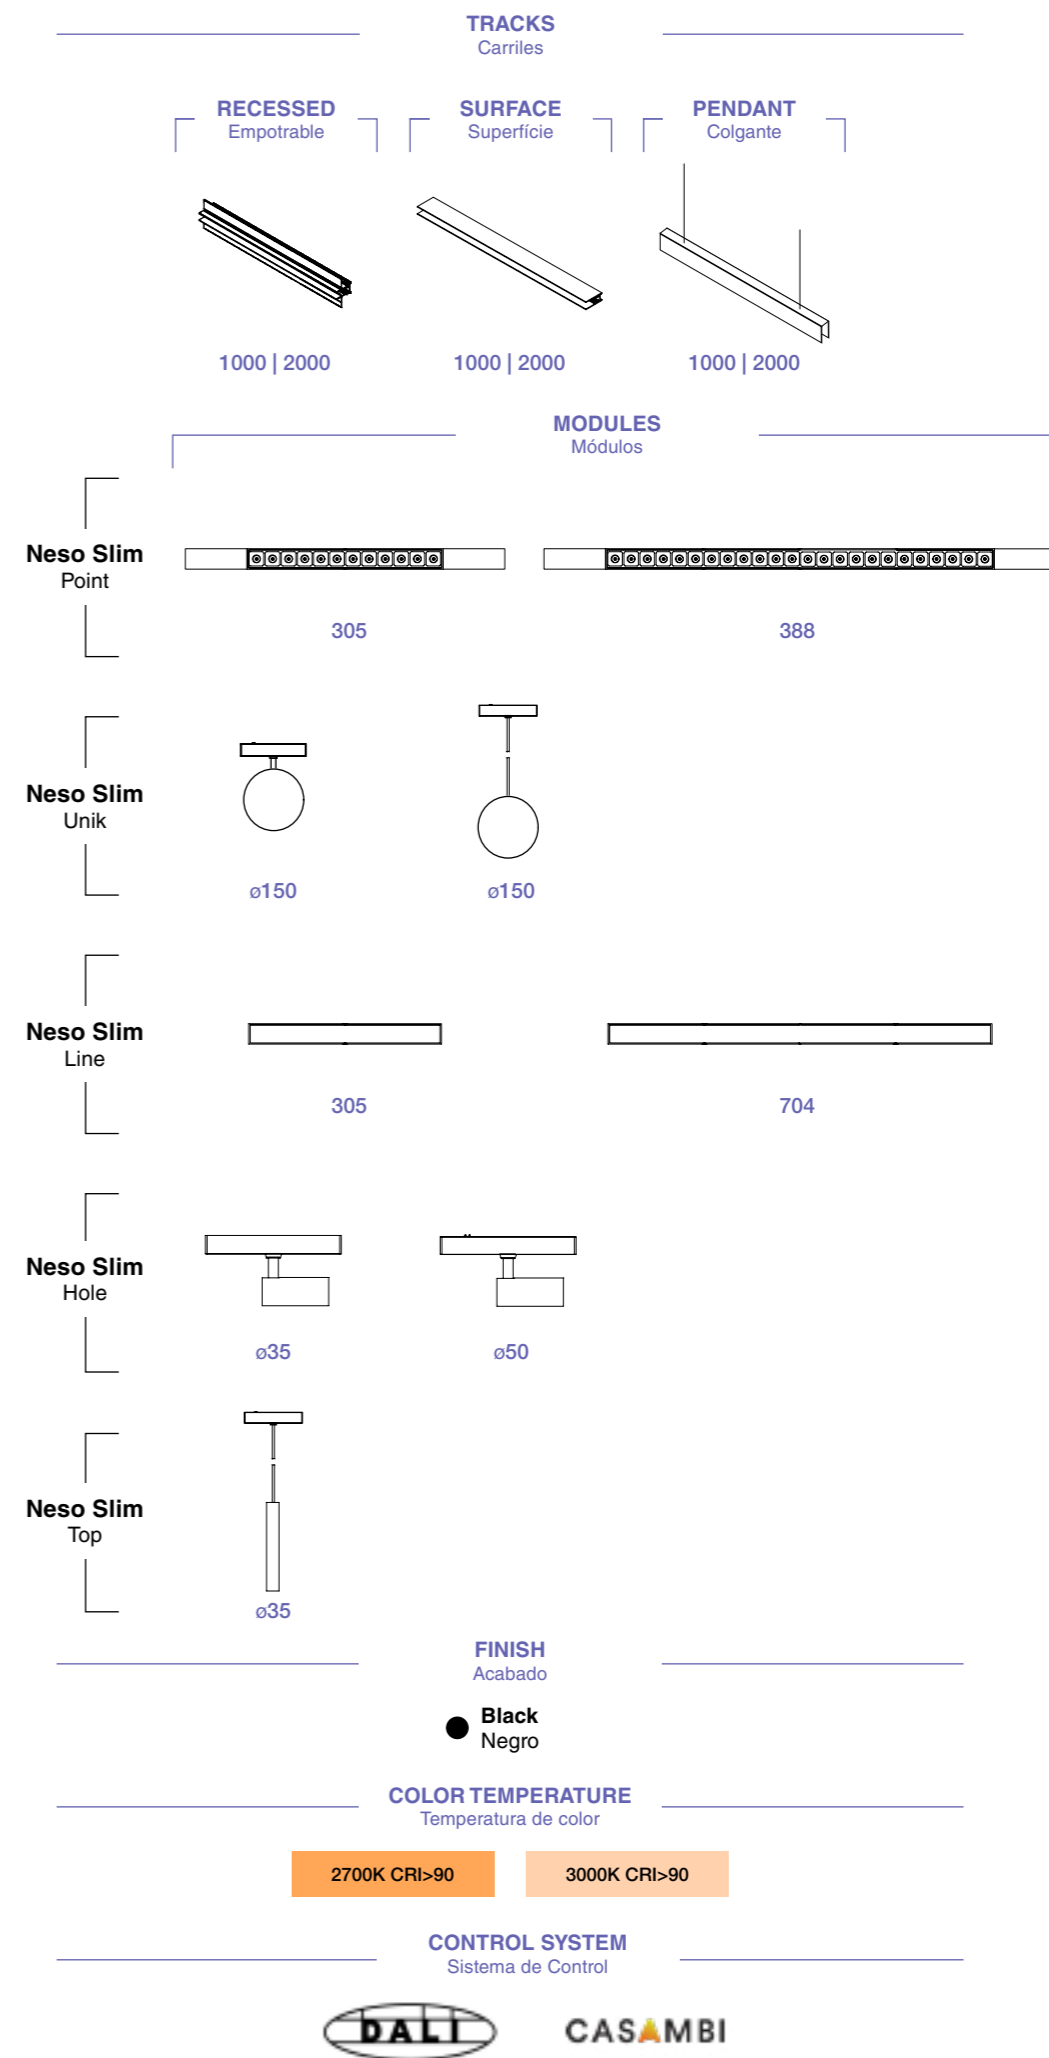 TRACKS
Carriles
RECESSED
Empotrable
SURFACE
Superfície
PENDANT
Colgante
1000 | 2000
1000 | 2000
1000 | 2000
MODULES
Módulos
Neso Slim
Point
305
388
Neso Slim
Unik
ø150
ø150
Neso Slim
Line
305
704
Neso Slim
Hole
ø35
ø50
Neso Slim
Top
ø35
FINISH
Acabado
Black
Negro
COLOR TEMPERATURE
Temperatura de color
2700K CRI>90
3000K CRI>90
CONTROL SYSTEM
Sistema de Control
DALI
CASAMBI